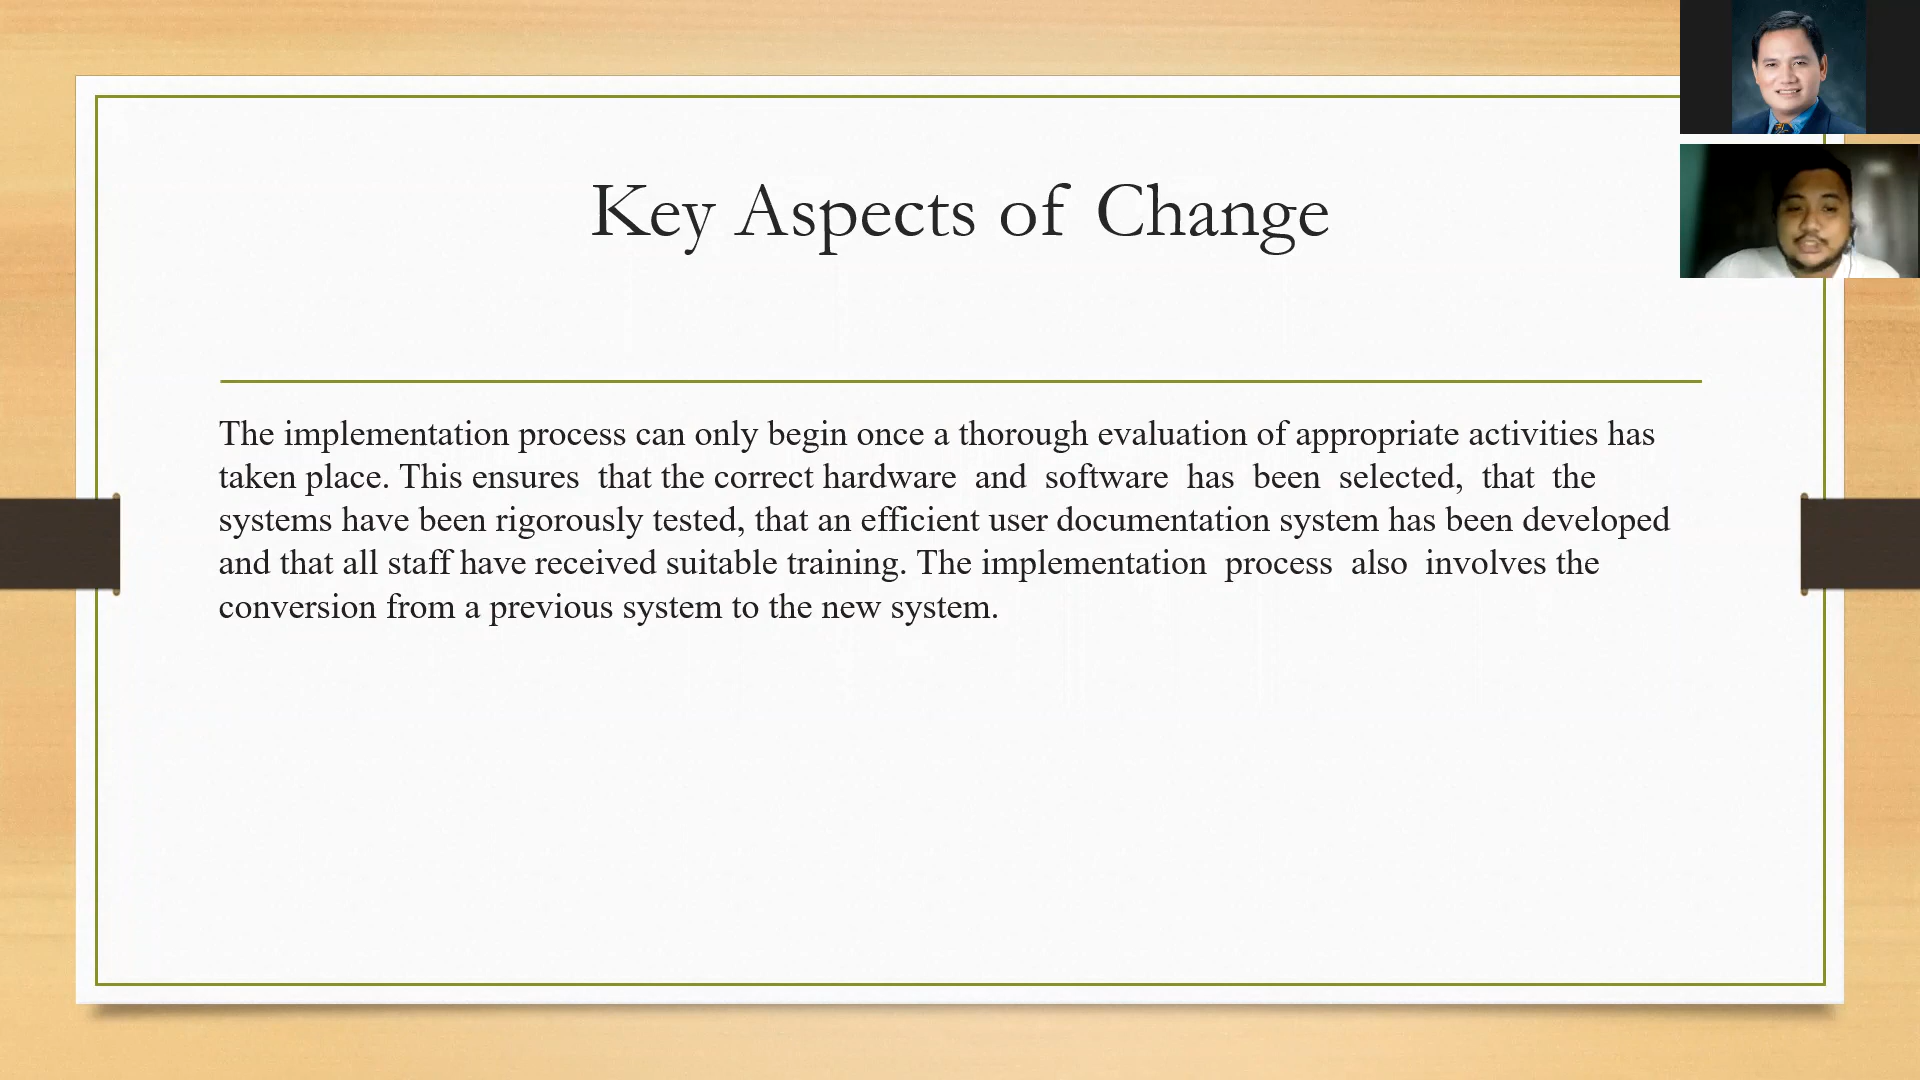 Key Aspects of Change
The implementation process can only begin once a thorough evaluation of appropriate activities has
taken place. This ensures  that the correct hardware  and  software  has  been  selected,  that  the
systems have been rigorously tested, that an efficient user documentation system has been developed
and that all staff have received suitable training. The implementation  process  also  involves the
conversion from a previous system to the new system.